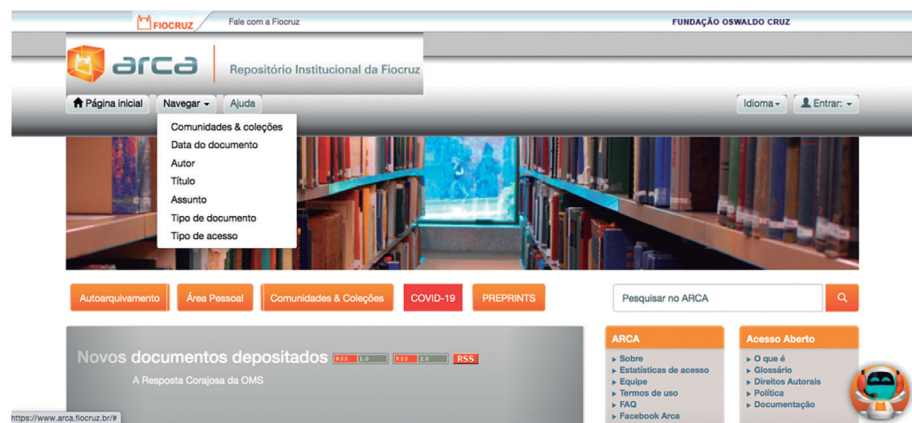 FIOCRUZ
Fale com a Fiocruz
FUNDAÇÃO OSWALDO CRUZ
arca
Repositório Institucional da Fiocruz
Página inicial
Navegar
Ajuda
Idioma
Entrar:
Comunidades & coleções
Data do documento
Autor
Título
Assunto
Tipo de documento
Tipo de acesso
Autoarquivamento
Área Pessoal
Comunidades & Coleções
COVID-19
PREPRINTS
Pesquisar no ARCA
Novos documentos depositados RSS 1.0 RSS 2.0 RSS
A Resposta Corajosa da OMS
ARCA
Sobre
Estatísticas de acesso
Equipe
Termos de uso
FAQ
Facebook Arca
Acesso Aberto
O que é
Glossário
Direitos Autorais
Política
Documentação
https://www.arca.fiocruz.br/#